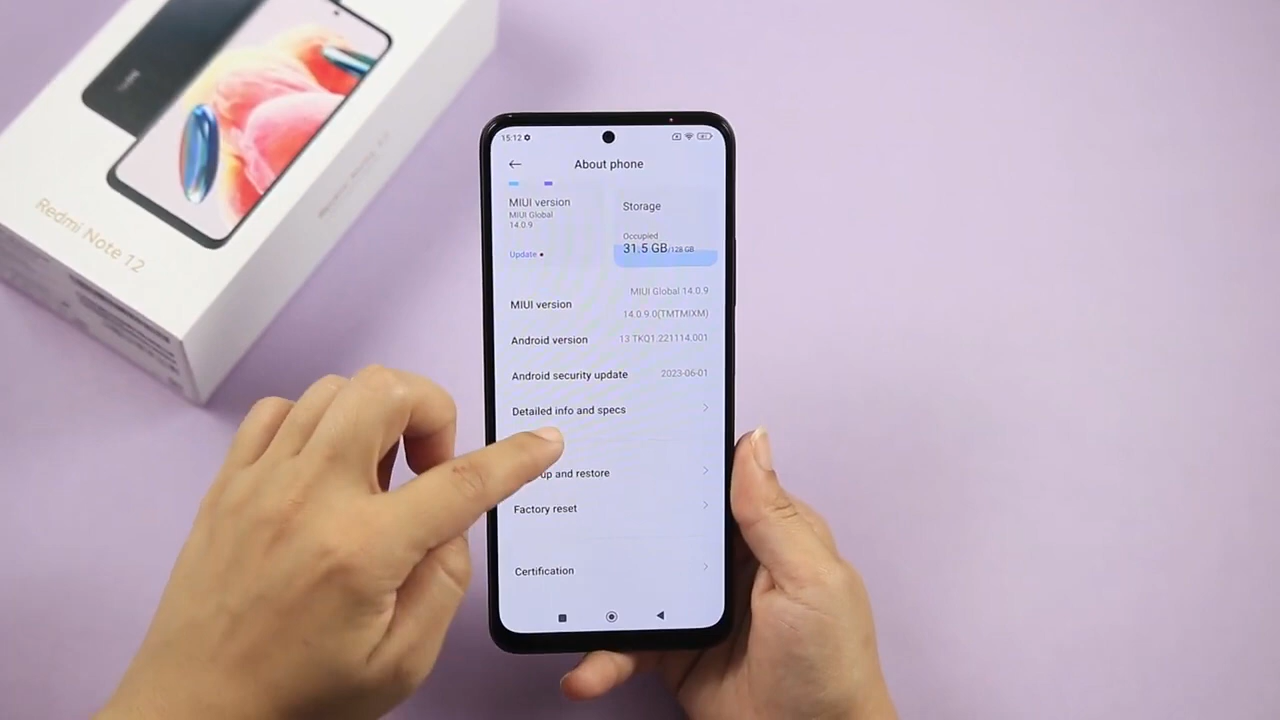 Redmi Note 12
15:12
About phone
MIUI version
MIUI Global
14.0.9
Update
Storage
Occupied
31.5 GB/128 GB
MIUI version
MIUI Global 14.0.9
14.0.9.0(TMTMIXM)
Android version
13 TKQ1.221114.001
Android security update
2023-06-01
Detailed info and specs
up and restore
Factory reset
Certification